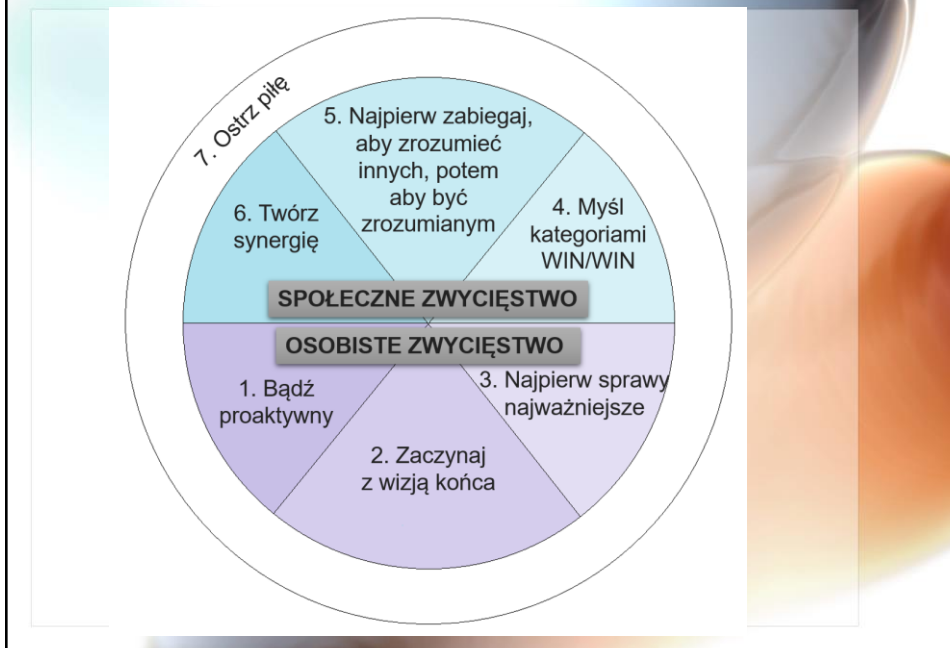 7. Ostrz piłę
5. Najpierw zabiegaj,
aby zrozumieć
innych, potem
aby być
zrozumianym
6. Twórz
synergię
4. Myśl
kategoriami
WIN/WIN
SPOŁECZNE ZWYCIĘSTWO
OSOBISTE ZWYCIĘSTWO
1. Bądź
proaktywny
3. Najpierw sprawy
najważniejsze
2. Zaczynaj
z wizją końca